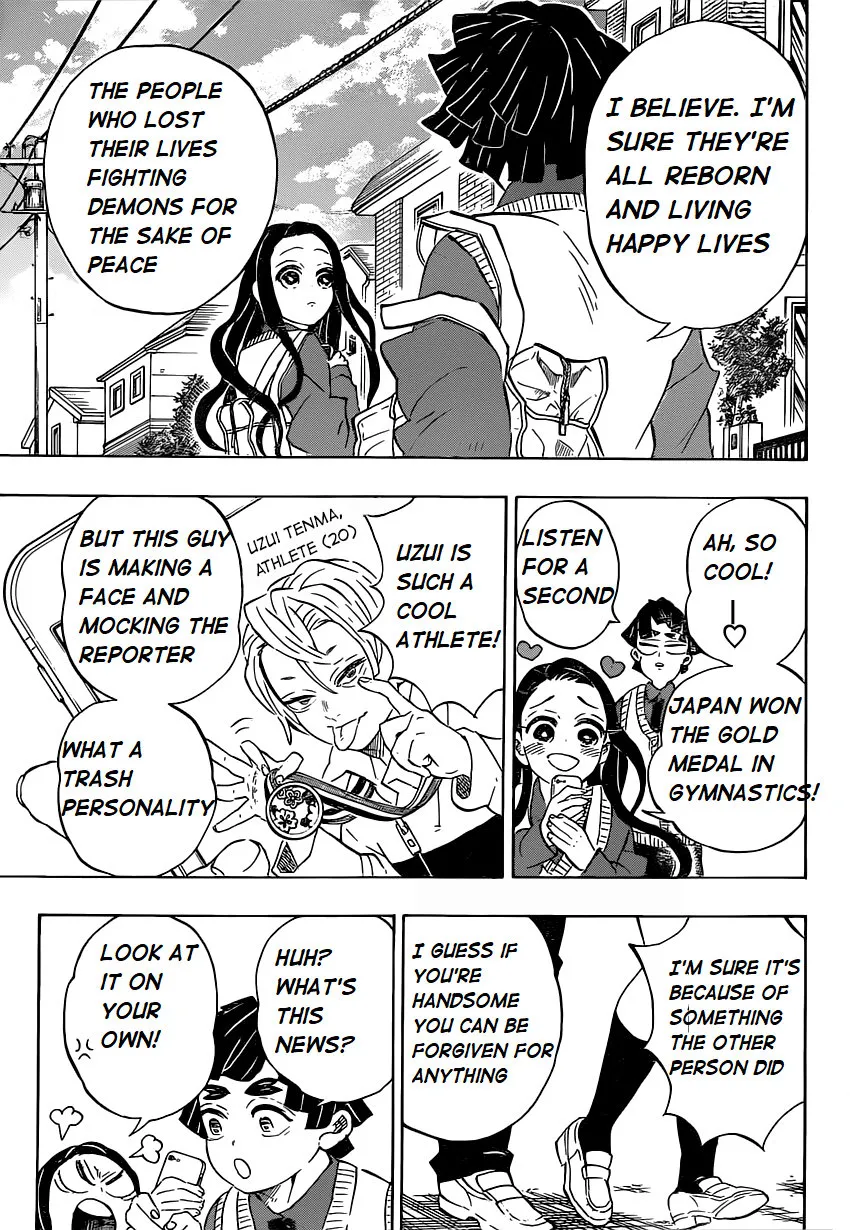 I BELIEVE. I'M
SURE THEY'RE
ALL REBORN
AND LIVING
HAPPY LIVES
THE PEOPLE
WHO LOST
THEIR LIVES
FIGHTING
DEMONS FOR
THE SAKE OF
PEACE
AH, SO
COOL!
JAPAN WON
THE GOLD
MEDAL IN
GYMNASTICS!
LISTEN
FOR A
SECOND
UZUI IS
SUCH A
COOL
ATHLETE!
UZUI TENMA,
ATHLETE (20)
BUT THIS GUY
IS MAKING A
FACE AND
MOCKING THE
REPORTER
WHAT A
TRASH
PERSONALITY
I'M SURE IT'S
BECAUSE OF
SOMETHING
THE OTHER
PERSON DID
I GUESS IF
YOU'RE
HANDSOME
YOU CAN BE
FORGIVEN FOR
ANYTHING
HUH?
WHAT'S
THIS
NEWS?
LOOK AT
IT ON
YOUR
OWN!